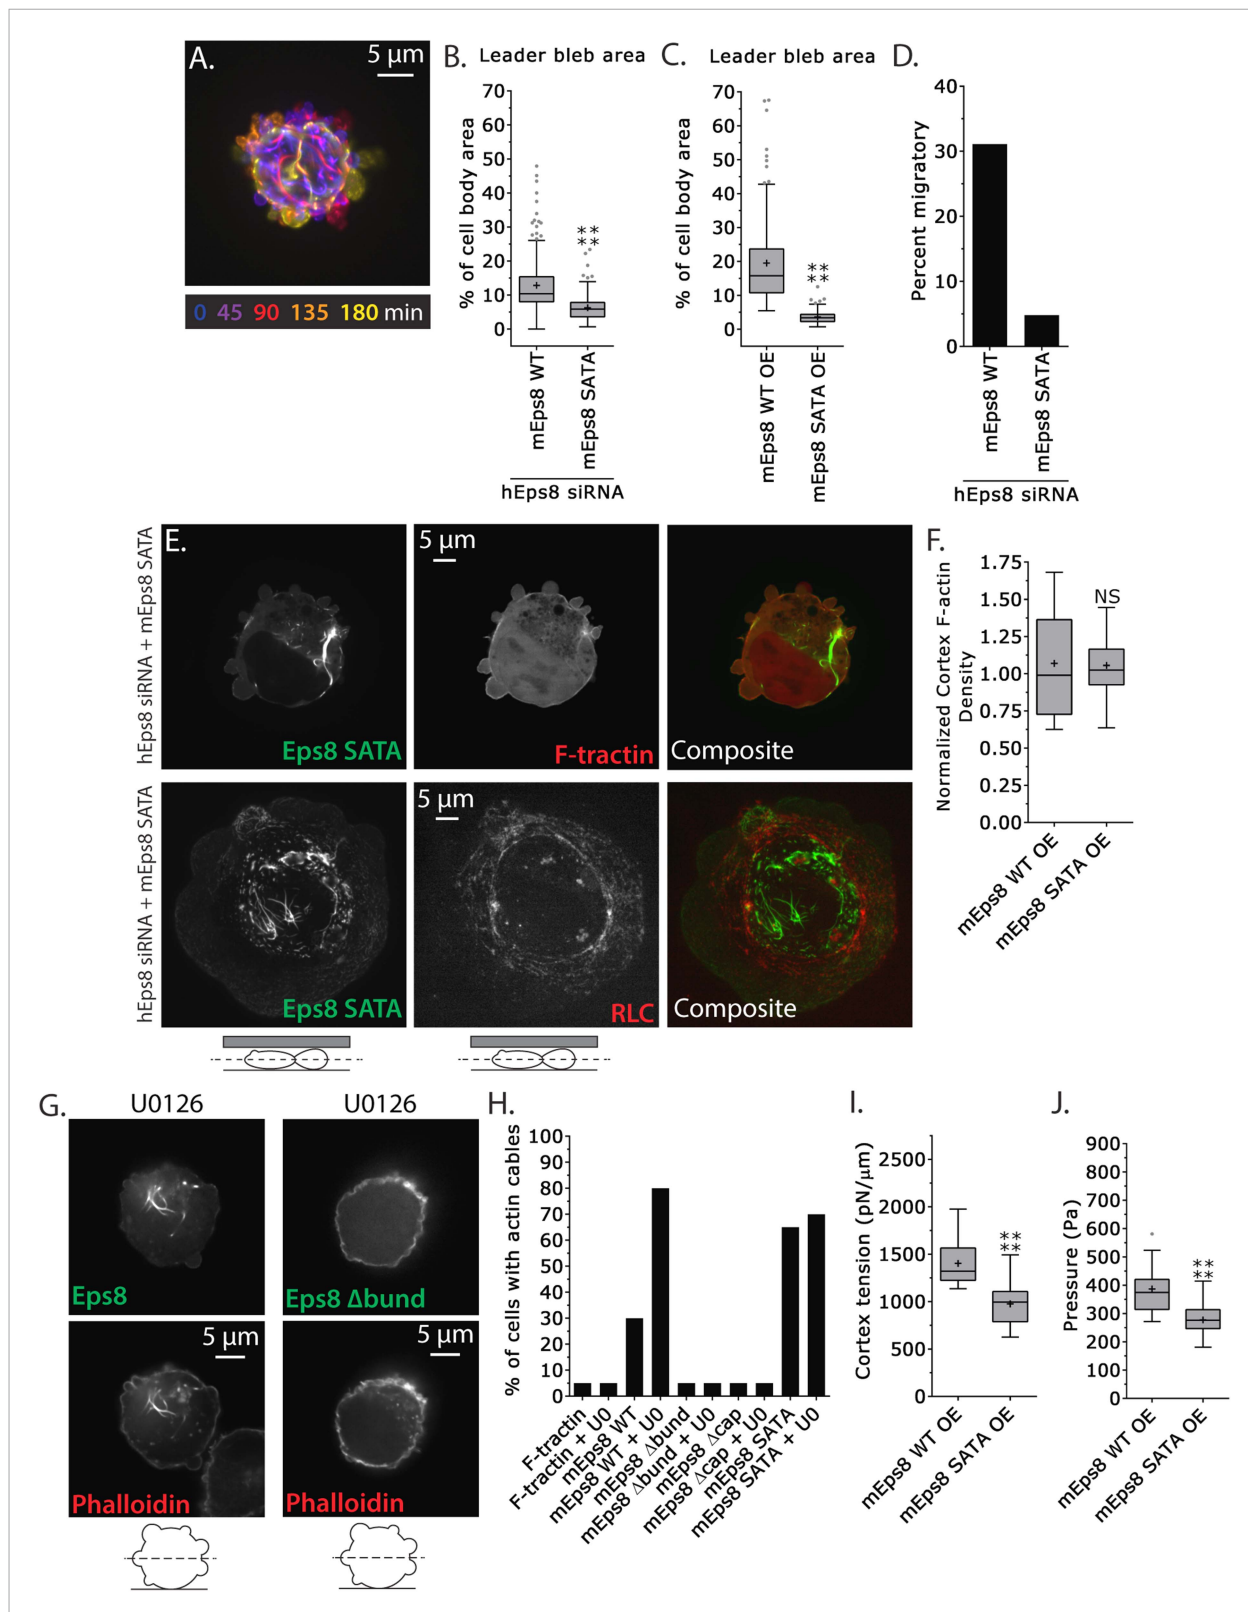 A.
5 µm
0 45 90 135 180 min
B.
Leader bleb area
% of cell body area
70
60
50
40
30
20
10
0
**
**
mEps8 WT
mEps8 SATA
hEps8 siRNA
C.
Leader bleb area
% of cell body area
70
60
50
40
30
20
10
0
**
**
mEps8 WT OE
mEps8 SATA OE
D.
Percent migratory
40
30
20
10
0
mEps8 WT
mEps8 SATA
hEps8 siRNA
E.
hEps8 siRNA + mEps8 SATA
Eps8 SATA
5 µm
F-tractin
Composite
hEps8 siRNA + mEps8 SATA
Eps8 SATA
5 µm
RLC
Composite
F.
Normalized Cortex F-actin
Density
1.75
1.50
1.25
1.00
0.75
0.50
0.25
0.00
NS
mEps8 WT OE
mEps8 SATA OE
G.
U0126
U0126
Eps8
Eps8 Δbund
5 µm
5 µm
Phalloidin
Phalloidin
H.
% of cells with actin cables
100
90
80
70
60
50
40
30
20
10
0
F-tractin
F-tractin + U0
mEps8 WT
mEps8 WT + U0
mEps8 Δbund
mEps8 Δbund + U0
mEps8 Δcap
mEps8 Δcap + U0
mEps8 SATA
mEps8 SATA + U0
I.
Cortex tension (pN/µm)
2500
2000
1500
1000
500
0
**
**
mEps8 WT OE
mEps8 SATA OE
J.
Pressure (Pa)
900
800
700
600
500
400
300
200
100
0
**
**
mEps8 WT OE
mEps8 SATA OE